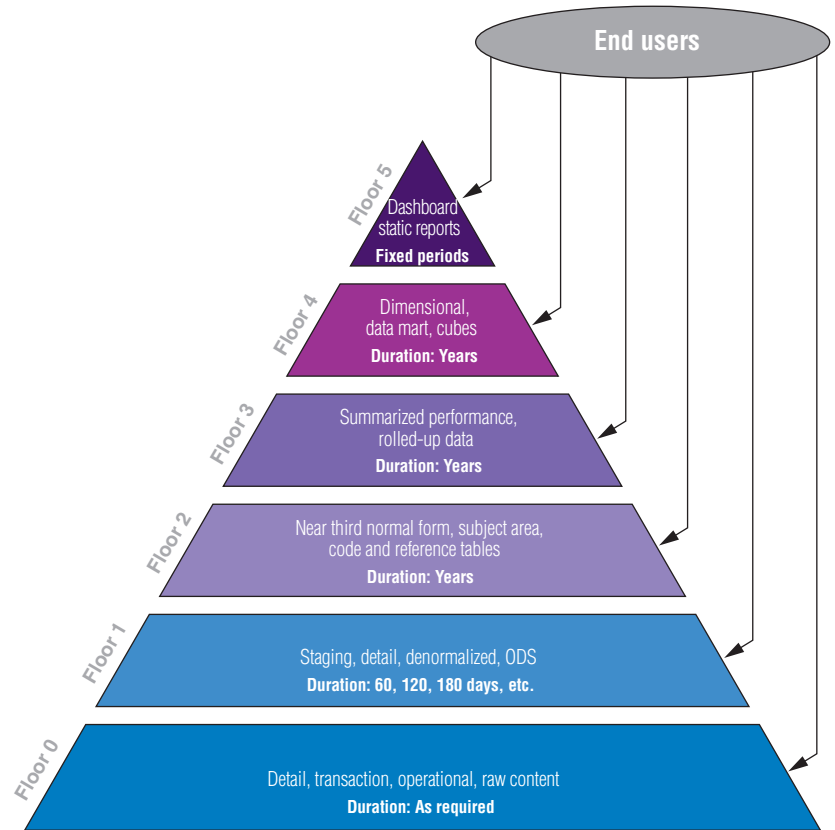 End users
Floor 5
Dashboard
static reports
Fixed periods
Floor 4
Dimensional,
data mart, cubes
Duration: Years
Floor 3
Summarized performance,
rolled-up data
Duration: Years
Floor 2
Near third normal form, subject area,
code and reference tables
Duration: Years
Floor 1
Staging, detail, denormalized, ODS
Duration: 60, 120, 180 days, etc.
Floor 0
Detail, transaction, operational, raw content
Duration: As required